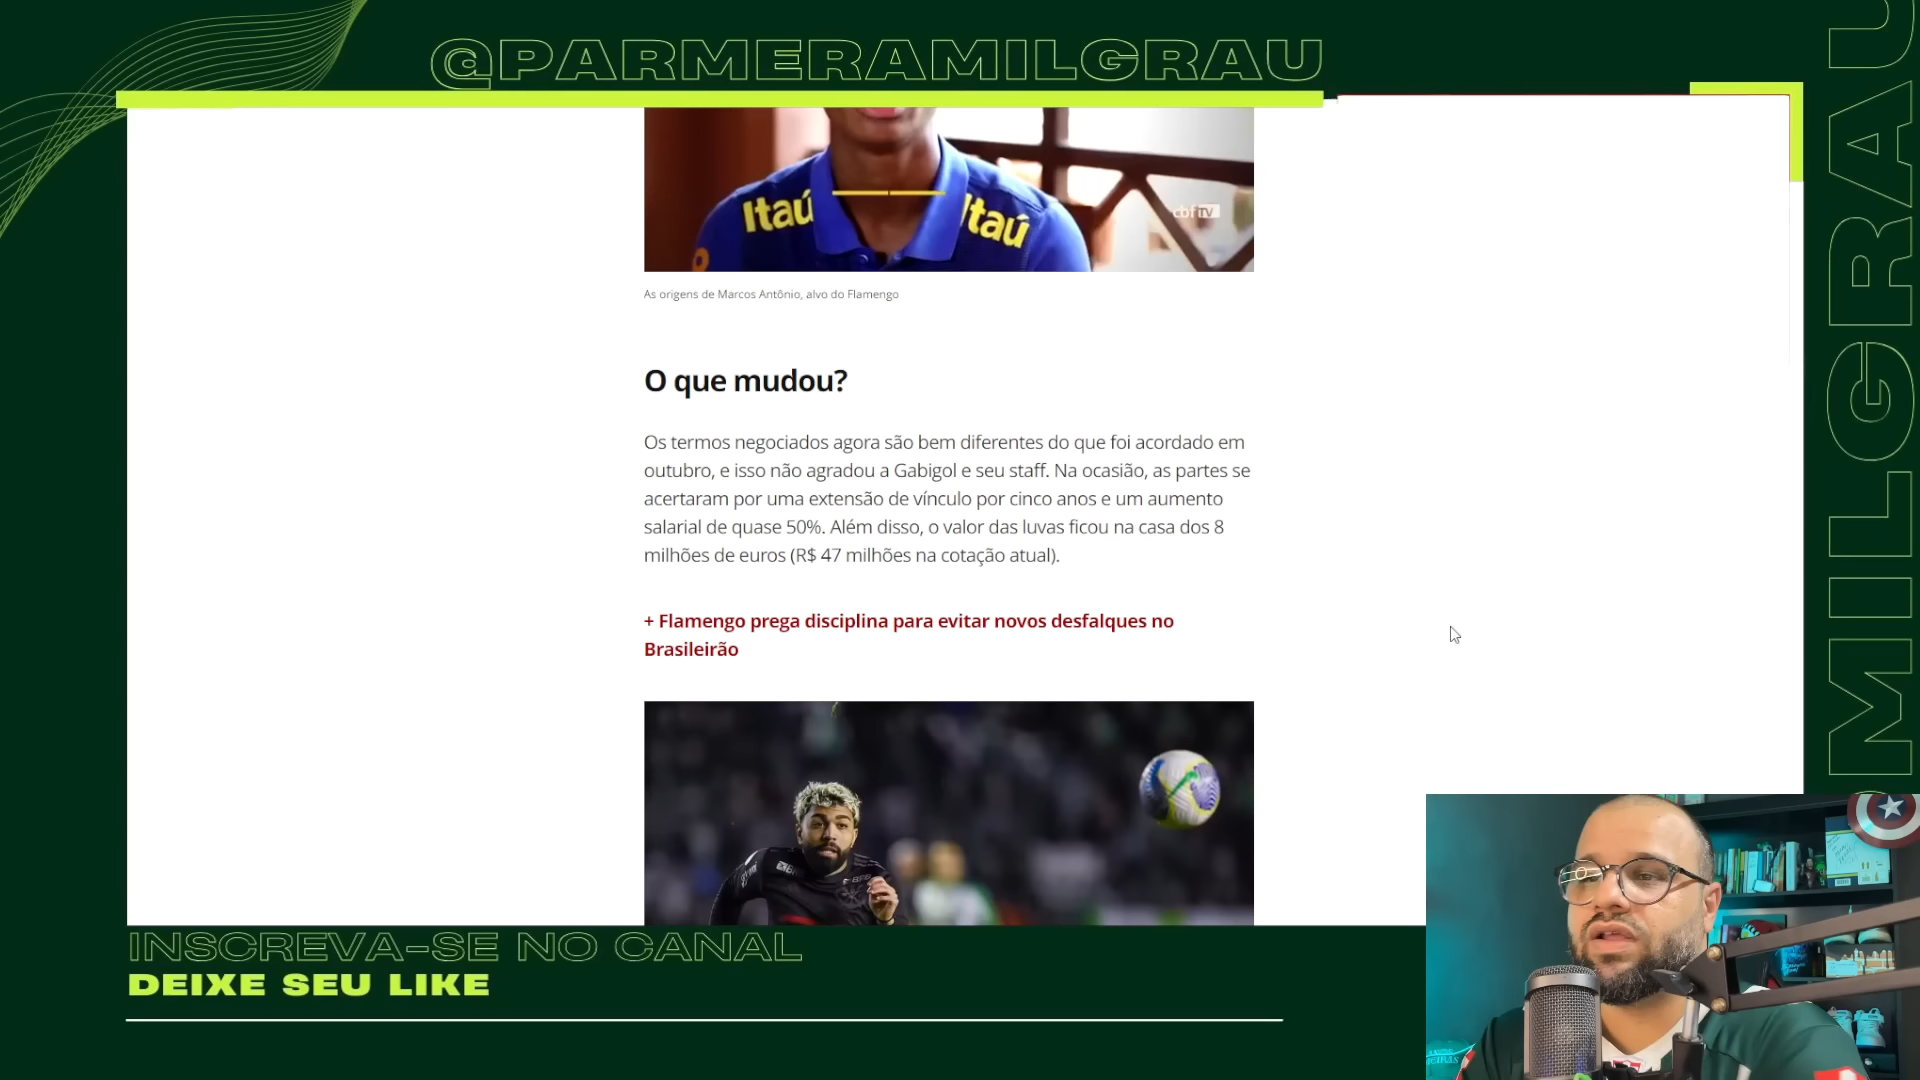 @PARMERAMILGRAU
MILGRAU
Itaú
Itaú
cbf tv
As origens de Marcos Antônio, alvo do Flamengo
O que mudou?
Os termos negociados agora são bem diferentes do que foi acordado em
outubro, e isso não agradou a Gabigol e seu staff. Na ocasião, as partes se
acertaram por uma extensão de vínculo por cinco anos e um aumento
salarial de quase 50%. Além disso, o valor das luvas ficou na casa dos 8
milhões de euros (R$ 47 milhões na cotação atual).
+ Flamengo prega disciplina para evitar novos desfalques no
Brasileirão
INSCREVA-SE NO CANAL
DEIXE SEU LIKE